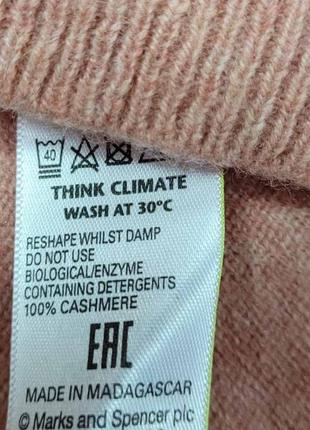 40
THINK CLIMATE
WASH AT 30°C
RESHAPE WHILST DAMP
DO NOT USE
BIOLOGICAL/ENZYME
CONTAINING DETERGENTS
100% CASHMERE
EAC
MADE IN MADAGASCAR
© Marks and Spencer plc